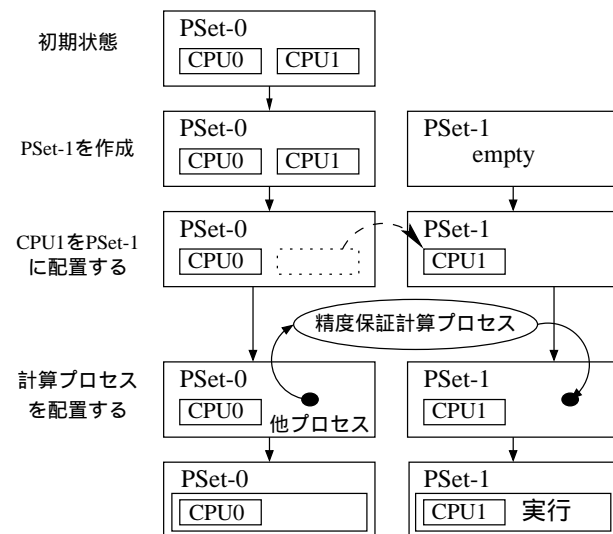 初期状態
PSet-0
CPU0 CPU1
PSet-1を作成
PSet-0
CPU0 CPU1
PSet-1
empty
CPU1をPSet-1
に配置する
PSet-0
CPU0
PSet-1
CPU1
精度保証計算プロセス
計算プロセス
を配置する
PSet-0
CPU0
他プロセス
PSet-1
CPU1
PSet-0
CPU0
PSet-1
CPU1 実行